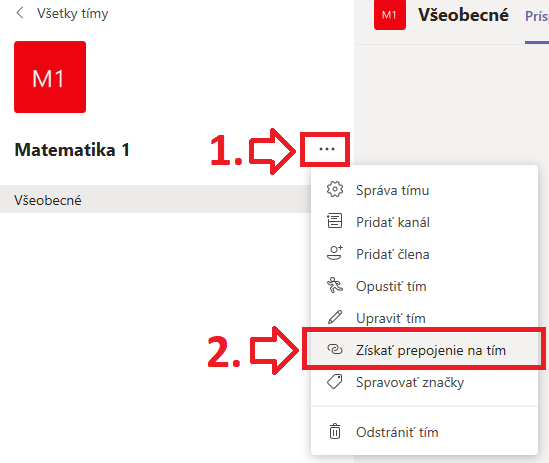 Všetky tímy
M1
Všeobecné
Prís
M1
Matematika 1
1.
...
Všeobecné
Správa tímu
Pridať kanál
Pridať člena
Opustiť tím
Upraviť tím
2.
Získať prepojenie na tím
Spravovať značky
Odstrániť tím